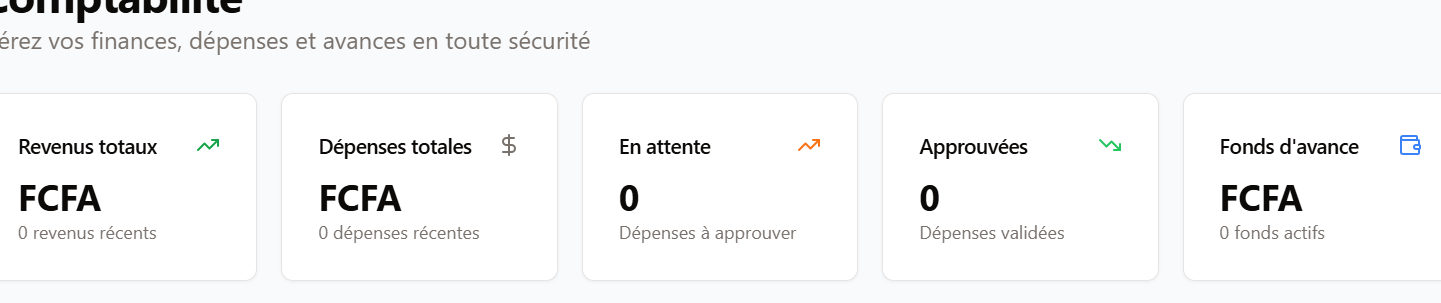 Comptabilité
érez vos finances, dépenses et avances en toute sécurité
Revenus totaux
FCFA
0 revenus récents
Dépenses totales
FCFA
0 dépenses récentes
En attente
0
Dépenses à approuver
Approuvées
0
Dépenses validées
Fonds d'avance
FCFA
0 fonds actifs